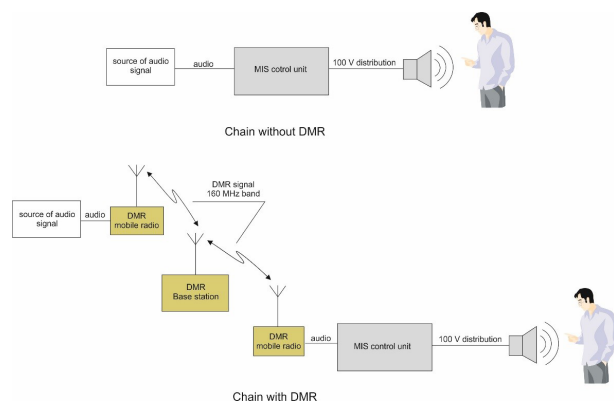 source of audio
signal
audio
MIS cotrol unit
100 V distribution
Chain without DMR
DMR signal
160 MHz band
source of audio
signal
audio
DMR
mobile radio
DMR
Base station
DMR
mobile radio
audio
MIS control unit
100 V distribution
Chain with DMR